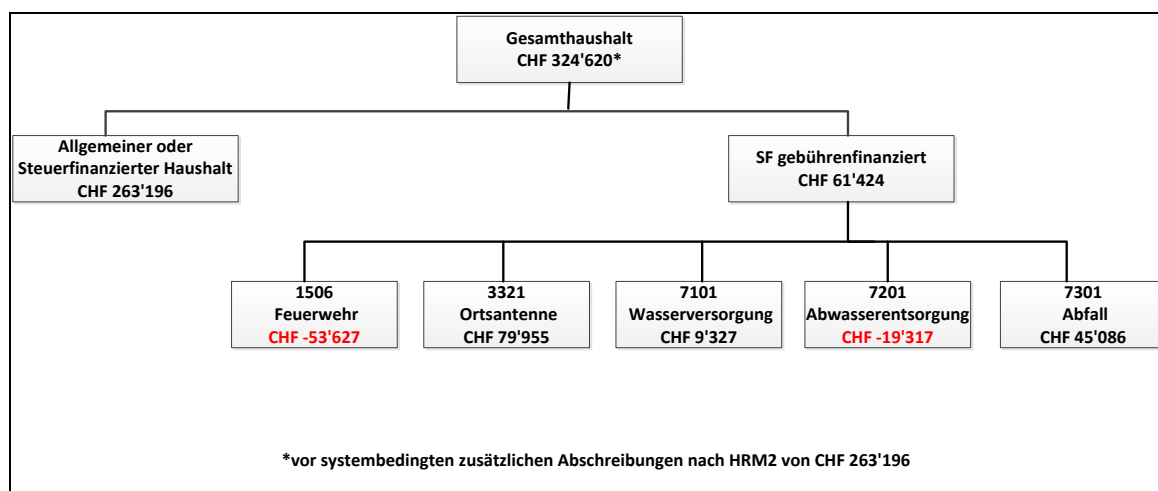 Gesamthaushalt
CHF 324'620*
Allgemeiner oder
Steuerfinanzierter Haushalt
CHF 263'196
SF gebührenfinanziert
CHF 61'424
1506
Feuerwehr
CHF -53'627
3321
Ortsantenne
CHF 79'955
7101
Wasserversorgung
CHF 9'327
7201
Abwasserentsorgung
CHF -19'317
7301
Abfall
CHF 45'086
*vor systembedingten zusätzlichen Abschreibungen nach HRM2 von CHF 263'196